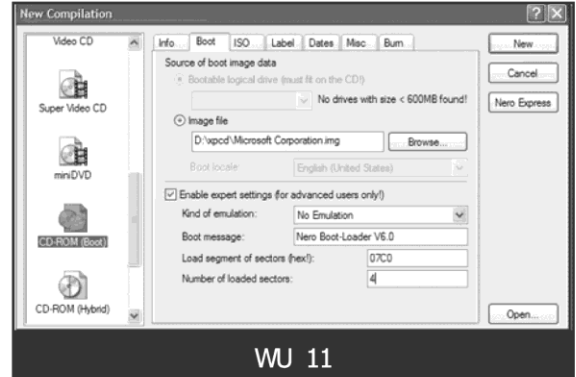 New Compilation
Video CD
Super Video CD
miniDVD
CD-ROM (Boot)
CD-ROM (Hybrid)
Info Boot ISO Label Dates Misc Burn
Source of boot image data
Bootable logical drive (must fit on the CD!)
No drives with size < 600MB found!
Image file
D:\xpcd\Microsoft Corporation.img Browse...
Boot locale: English (United States)
Enable expert settings (for advanced users only!)
Kind of emulation: No Emulation
Boot message: Nero Boot-Loader V6.0
Load segment of sectors (hex!): 07C0
Number of loaded sectors: 4
New
Cancel
Nero Express
Open...
WU 11